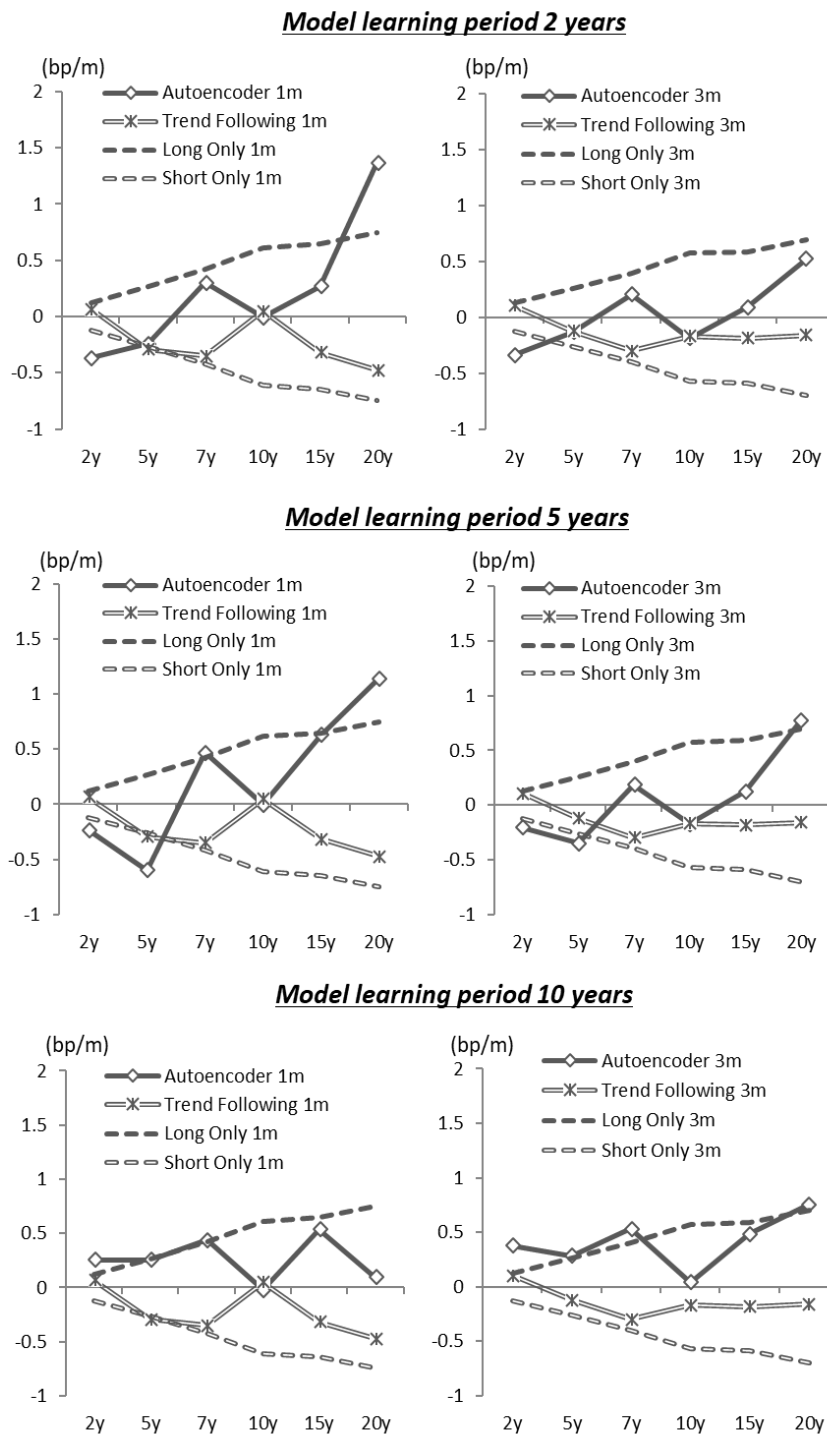 Model learning period 2 years
(bp/m)
2
1.5
1
0.5
0
-0.5
-1
Autoencoder 1m
Trend Following 1m
Long Only 1m
Short Only 1m
2y 5y 7y 10y 15y 20y
(bp/m)
2
1.5
1
0.5
0
-0.5
-1
Autoencoder 3m
Trend Following 3m
Long Only 3m
Short Only 3m
2y 5y 7y 10y 15y 20y
Model learning period 5 years
(bp/m)
2
1.5
1
0.5
0
-0.5
-1
Autoencoder 1m
Trend Following 1m
Long Only 1m
Short Only 1m
2y 5y 7y 10y 15y 20y
(bp/m)
2
1.5
1
0.5
0
-0.5
-1
Autoencoder 3m
Trend Following 3m
Long Only 3m
Short Only 3m
2y 5y 7y 10y 15y 20y
Model learning period 10 years
(bp/m)
2
1.5
1
0.5
0
-0.5
-1
Autoencoder 1m
Trend Following 1m
Long Only 1m
Short Only 1m
2y 5y 7y 10y 15y 20y
(bp/m)
2
1.5
1
0.5
0
-0.5
-1
Autoencoder 3m
Trend Following 3m
Long Only 3m
Short Only 3m
2y 5y 7y 10y 15y 20y